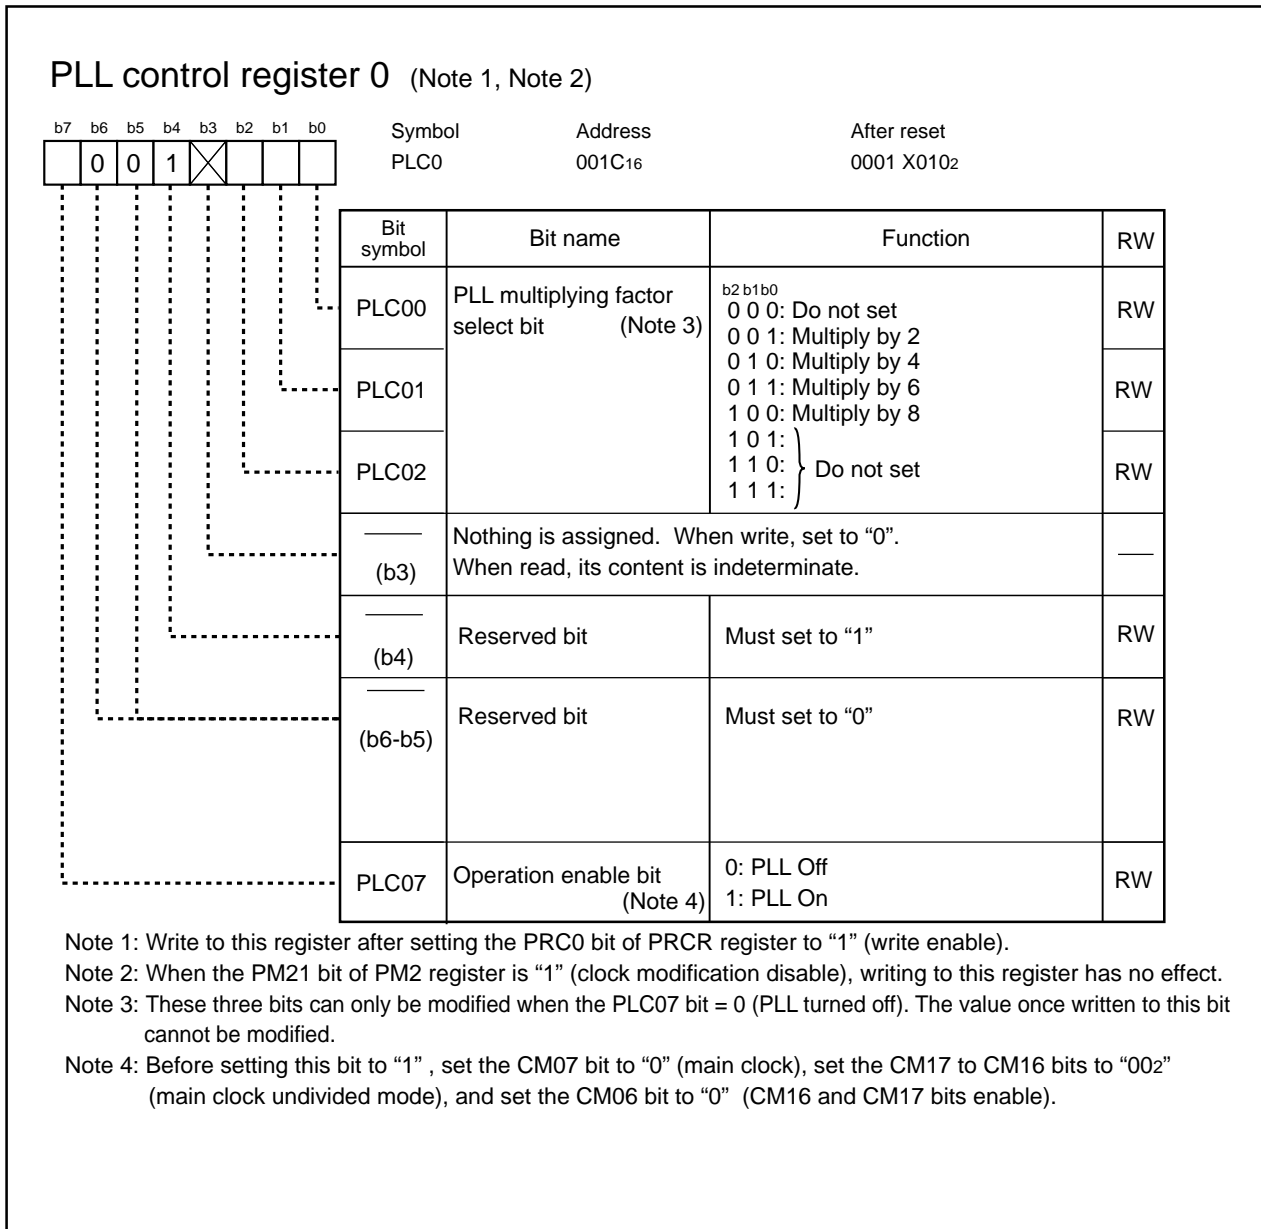 PLL control register 0 (Note 1, Note 2)
b7 b6 b5 b4 b3 b2 b1 b0 Symbol Address After reset
0 0 1 PLC0 001C16 0001 X0102
Bit symbol Bit name Function RW
PLC00 PLL multiplying factor select bit (Note 3) RW
b2 b1 b0
0 0 0: Do not set
0 0 1: Multiply by 2
0 1 0: Multiply by 4
0 1 1: Multiply by 6
1 0 0: Multiply by 8
1 0 1:
1 1 0: Do not set
1 1 1:
PLC01 RW
PLC02 RW
(b3) Nothing is assigned. When write, set to “0”.
When read, its content is indeterminate.
(b4) Reserved bit Must set to “1” RW
(b6-b5) Reserved bit Must set to “0” RW
PLC07 Operation enable bit (Note 4) RW
0: PLL Off
1: PLL On
Note 1: Write to this register after setting the PRC0 bit of PRCR register to “1” (write enable).
Note 2: When the PM21 bit of PM2 register is “1” (clock modification disable), writing to this register has no effect.
Note 3: These three bits can only be modified when the PLC07 bit = 0 (PLL turned off). The value once written to this bit
cannot be modified.
Note 4: Before setting this bit to “1” , set the CM07 bit to “0” (main clock), set the CM17 to CM16 bits to “002”
(main clock undivided mode), and set the CM06 bit to “0” (CM16 and CM17 bits enable).